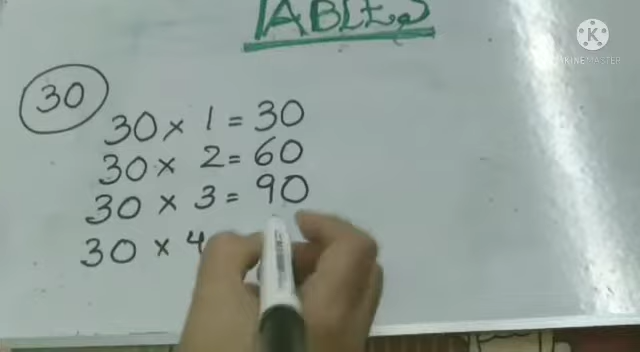 TABLES
30
30 × 1 = 30
30 × 2 = 60
30 × 3 = 90
30 × 4
K
KINEMASTER